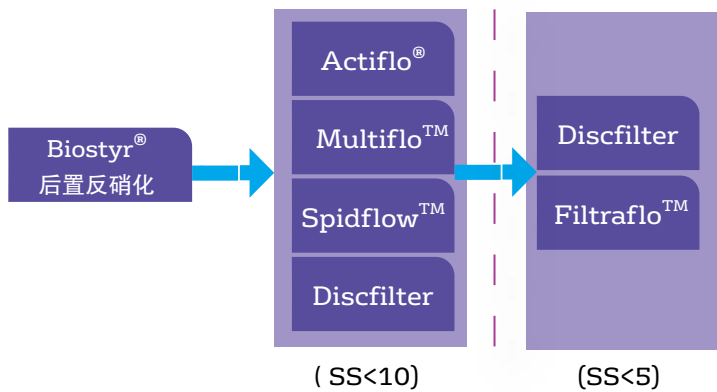 Biostyr®
后置反硝化
Actiflo®
Multiflo™
Spidflow™
Discfilter
( SS<10)
Discfilter
Filtraflo™
(SS<5)